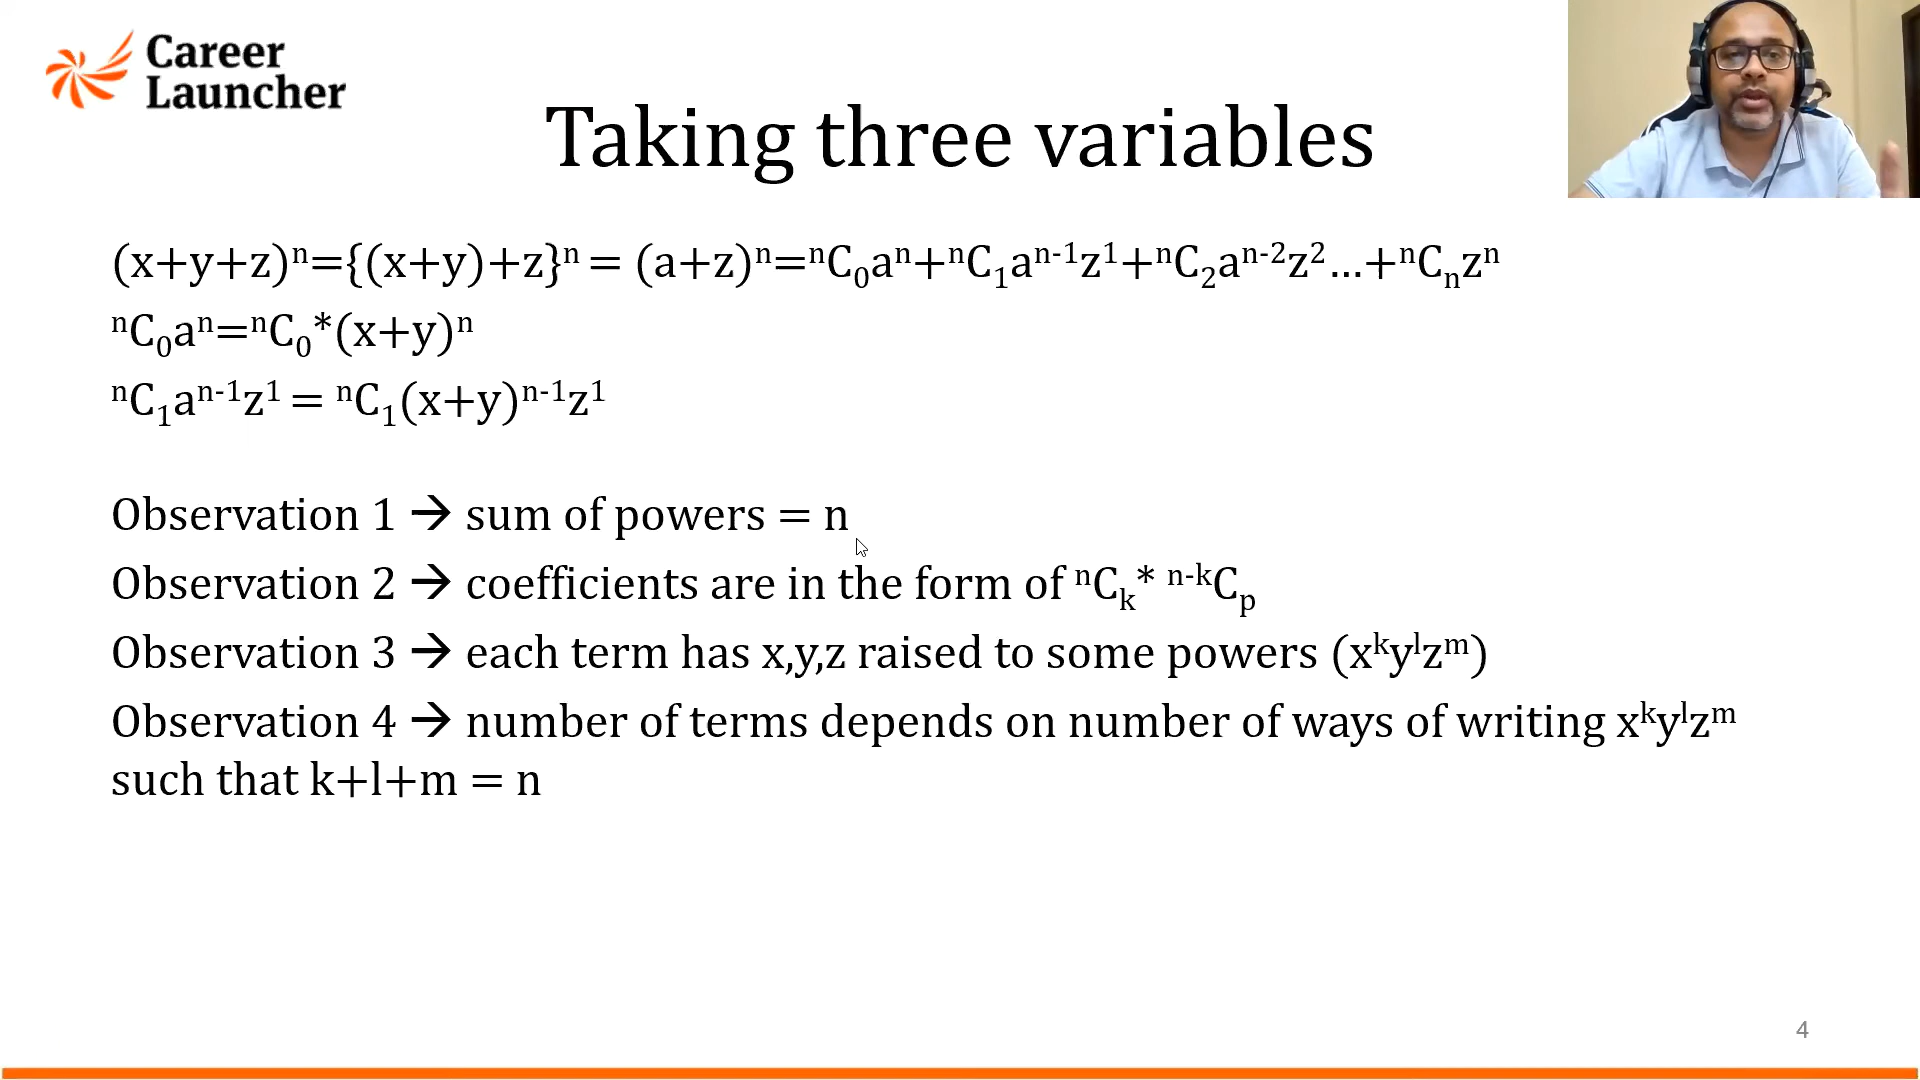 Career
Launcher
Taking three variables
(x+y+z)ⁿ={(x+y)+z}ⁿ = (a+z)ⁿ=ⁿC₀aⁿ+ⁿC₁aⁿ⁻¹z¹+ⁿC₂aⁿ⁻²z²...+ⁿCₙzⁿ
ⁿC₀aⁿ=ⁿC₀*(x+y)ⁿ
ⁿC₁aⁿ⁻¹z¹ = ⁿC₁(x+y)ⁿ⁻¹z¹
Observation 1 → sum of powers = n
Observation 2 → coefficients are in the form of ⁿCₖ* ⁿ⁻ᵏCₚ
Observation 3 → each term has x,y,z raised to some powers (xᵏyˡzᵐ)
Observation 4 → number of terms depends on number of ways of writing xᵏyˡzᵐ
such that k+l+m = n
4